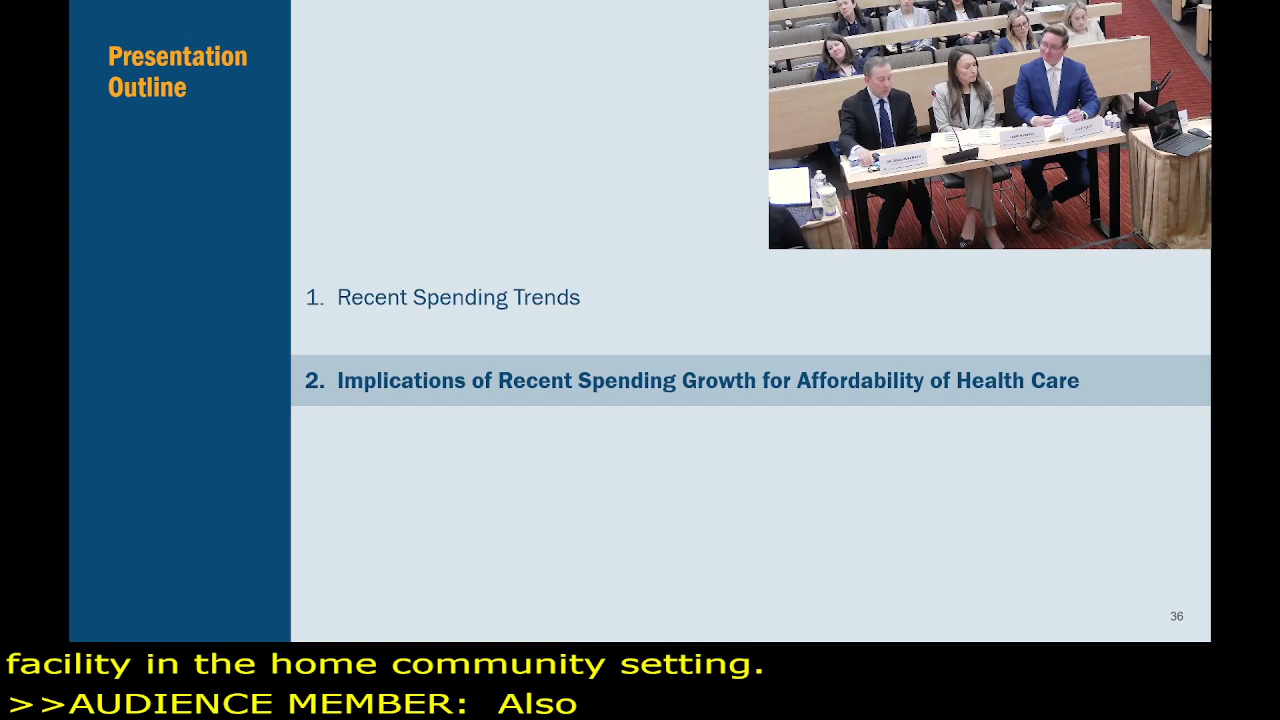 Presentation
Outline
1. Recent Spending Trends
2. Implications of Recent Spending Growth for Affordability of Health Care
36
facility in the home community setting.
>>AUDIENCE MEMBER:  Also